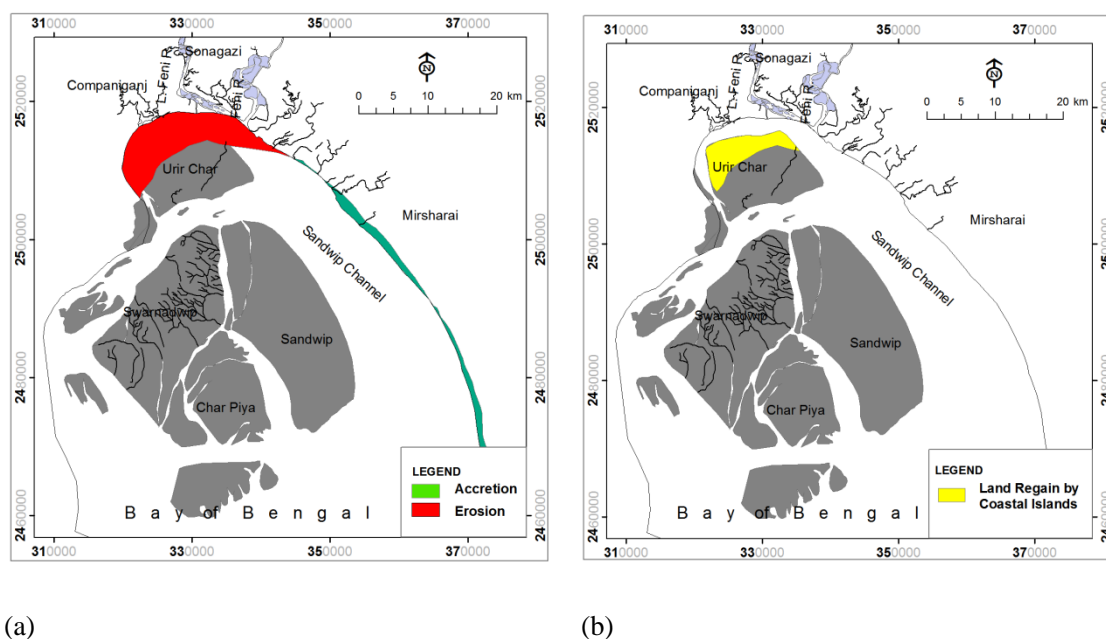 310000 330000 350000 370000
Sonagazi
L. Feni R.
Feni R.
Companiganj
0 5 10 20 km
2520000
Urir Char
Mirsharai
2500000
Sandwip Channel
Swarnadwip
Sandwip
2480000
Char Piya
LEGEND
Accretion
Erosion
Bay of Bengal
2460000
310000 330000 350000 370000
(a)
310000 330000 350000 370000
Sonagazi
L. Feni R.
Feni R.
Companiganj
0 5 10 20 km
2520000
Urir Char
Mirsharai
2500000
Sandwip Channel
Swarnadwip
Sandwip
2480000
Char Piya
LEGEND
Land Regain by
Coastal Islands
Bay of Bengal
2460000
310000 330000 350000 370000
(b)